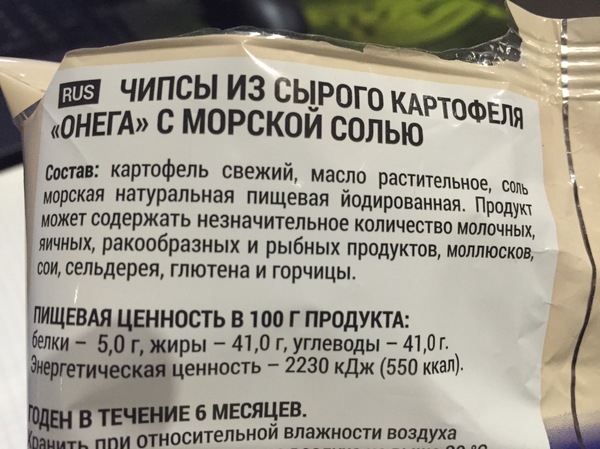 RUS ЧИПСЫ ИЗ СЫРОГО КАРТОФЕЛЯ
«ОНЕГА» С МОРСКОЙ СОЛЬЮ
Состав: картофель свежий, масло растительное, соль
морская натуральная пищевая йодированная. Продукт
может содержать незначительное количество молочных,
яичных, ракообразных и рыбных продуктов, моллюсков,
сои, сельдерея, глютена и горчицы.
ПИЩЕВАЯ ЦЕННОСТЬ В 100 Г ПРОДУКТА:
белки – 5,0 г, жиры – 41,0 г, углеводы – 41,0 г.
Энергетическая ценность – 2230 кДж (550 ккал).
ГОДЕН В ТЕЧЕНИЕ 6 МЕСЯЦЕВ.
Хранить при относительной влажности воздуха